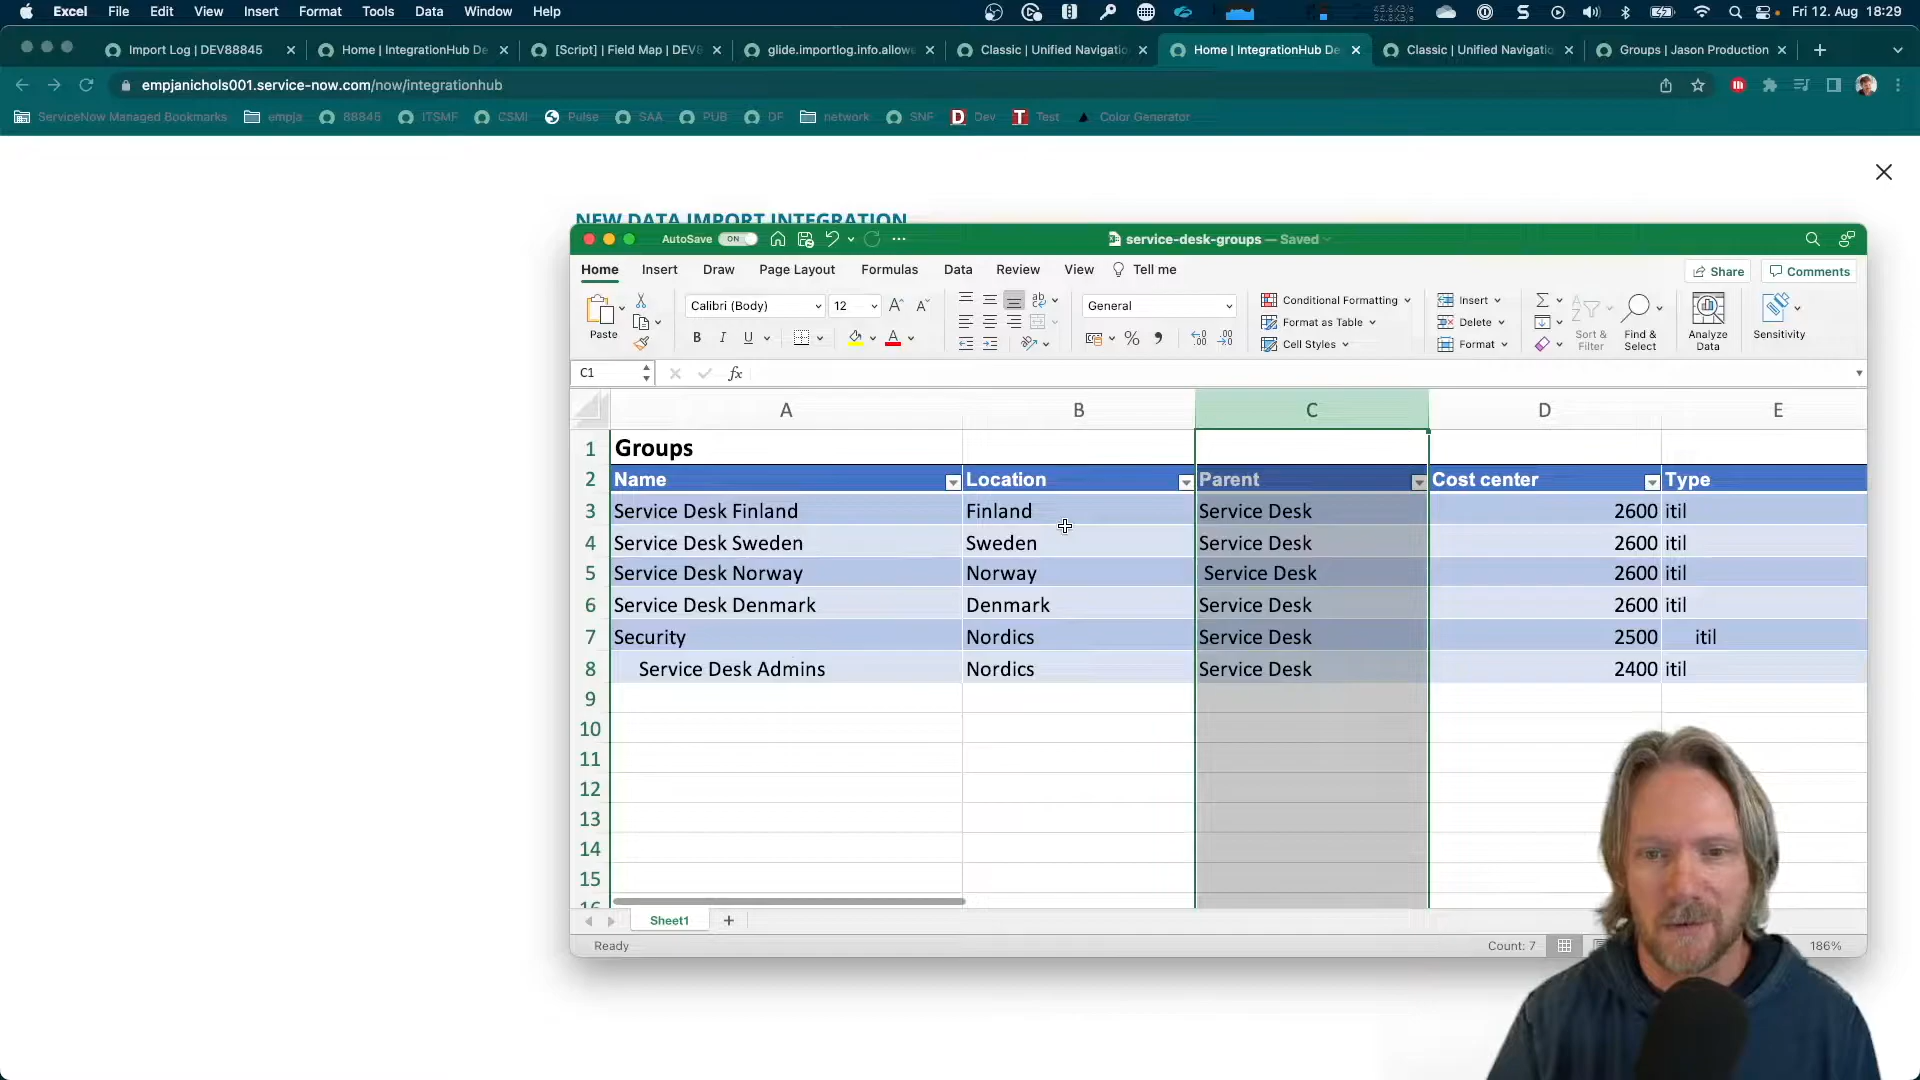 Excel File Edit View Insert Format Tools Data Window Help Fri 12. Aug 18:29
Import Log | DEV88845 Home | IntegrationHub De [Script] | Field Map | DEV8 glide.importlog.info.allowe Classic | Unified Navigatio Home | IntegrationHub De Classic | Unified Navigatio Groups | Jason Production
empjanichols001.service-now.com/now/integrationhub
ServiceNow Managed Bookmarks empja 88845 ITSMF CSMI Pulse SAA PUB DF network SNF Dev Test Color Generator
NEW DATA IMPORT INTEGRATION
AutoSave ON service-desk-groups — Saved
Home Insert Draw Page Layout Formulas Data Review View Tell me Share Comments
Paste Calibri (Body) 12 General Conditional Formatting Insert
B I U Format as Table Delete Sort & Filter Find & Select Analyze Data Sensitivity
Cell Styles Format
C1 fx
A B C D E
1 Groups
2 Name Location Parent Cost center Type
3 Service Desk Finland Finland Service Desk 2600 itil
4 Service Desk Sweden Sweden Service Desk 2600 itil
5 Service Desk Norway Norway Service Desk 2600 itil
6 Service Desk Denmark Denmark Service Desk 2600 itil
7 Security Nordics Service Desk 2500 itil
8 Service Desk Admins Nordics Service Desk 2400 itil
9
10
11
12
13
14
15
16
Sheet1
Ready Count: 7 186%